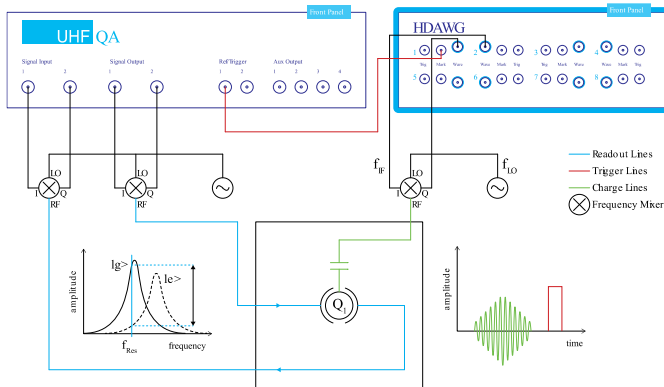 Front Panel
UHF QA
Signal Input
1 2
Signal Output
1 2
Ref/Trigger
1 2
Aux Output
1 2 3 4
Front Panel
HDAWG
1 2 3 4
Trig Mark Wave Mark Trig Trig Mark Wave Mark Trig
5 6 7 8
LO
I Q
RF
LO
I Q
RF
f IF
LO
I Q
RF
f LO
Readout Lines
Trigger Lines
Charge Lines
Frequency Mixer
amplitude
|g>
|e>
f Res
frequency
Q1
amplitude
time